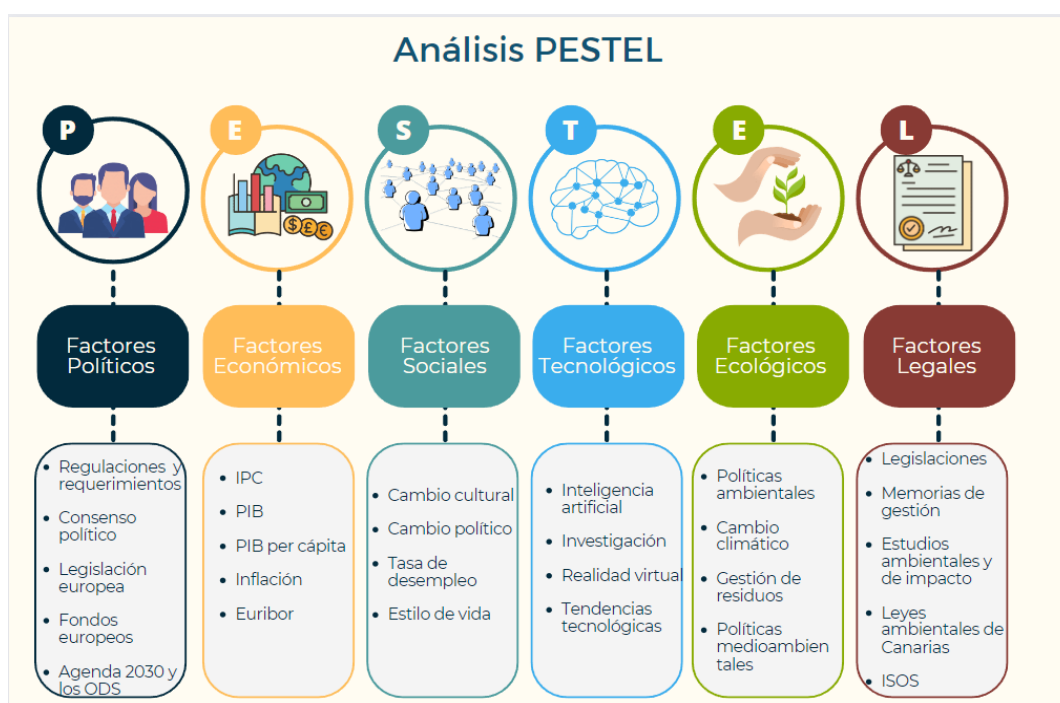 Análisis PESTEL
P
E
S
T
E
L
Factores
Políticos
Factores
Económicos
Factores
Sociales
Factores
Tecnológicos
Factores
Ecológicos
Factores
Legales
• Regulaciones y
requerimientos
• Consenso
político
• Legislación
europea
• Fondos
europeos
• Agenda 2030 y
los ODS
• IPC
• PIB
• PIB per cápita
• Inflación
• Euribor
• Cambio cultural
• Cambio político
• Tasa de
desempleo
• Estilo de vida
• Inteligencia
artificial
• Investigación
• Realidad virtual
• Tendencias
tecnológicas
• Políticas
ambientales
• Cambio
climático
• Gestión de
residuos
• Políticas
medioambien
tales
• Legislaciones
• Memorias de
gestión
• Estudios
ambientales y
de impacto
• Leyes
ambientales de
Canarias
• ISOS